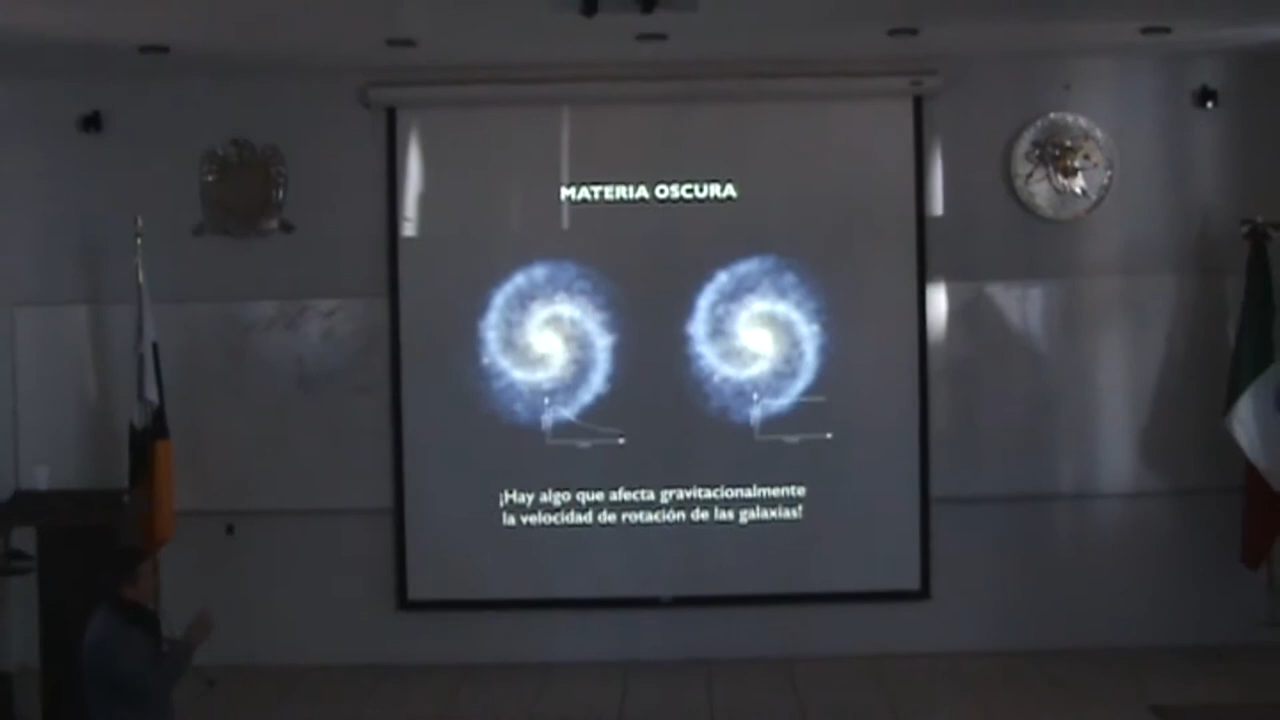 MATERIA OSCURA
¡Hay algo que afecta gravitacionalmente
la velocidad de rotación de las galaxias!